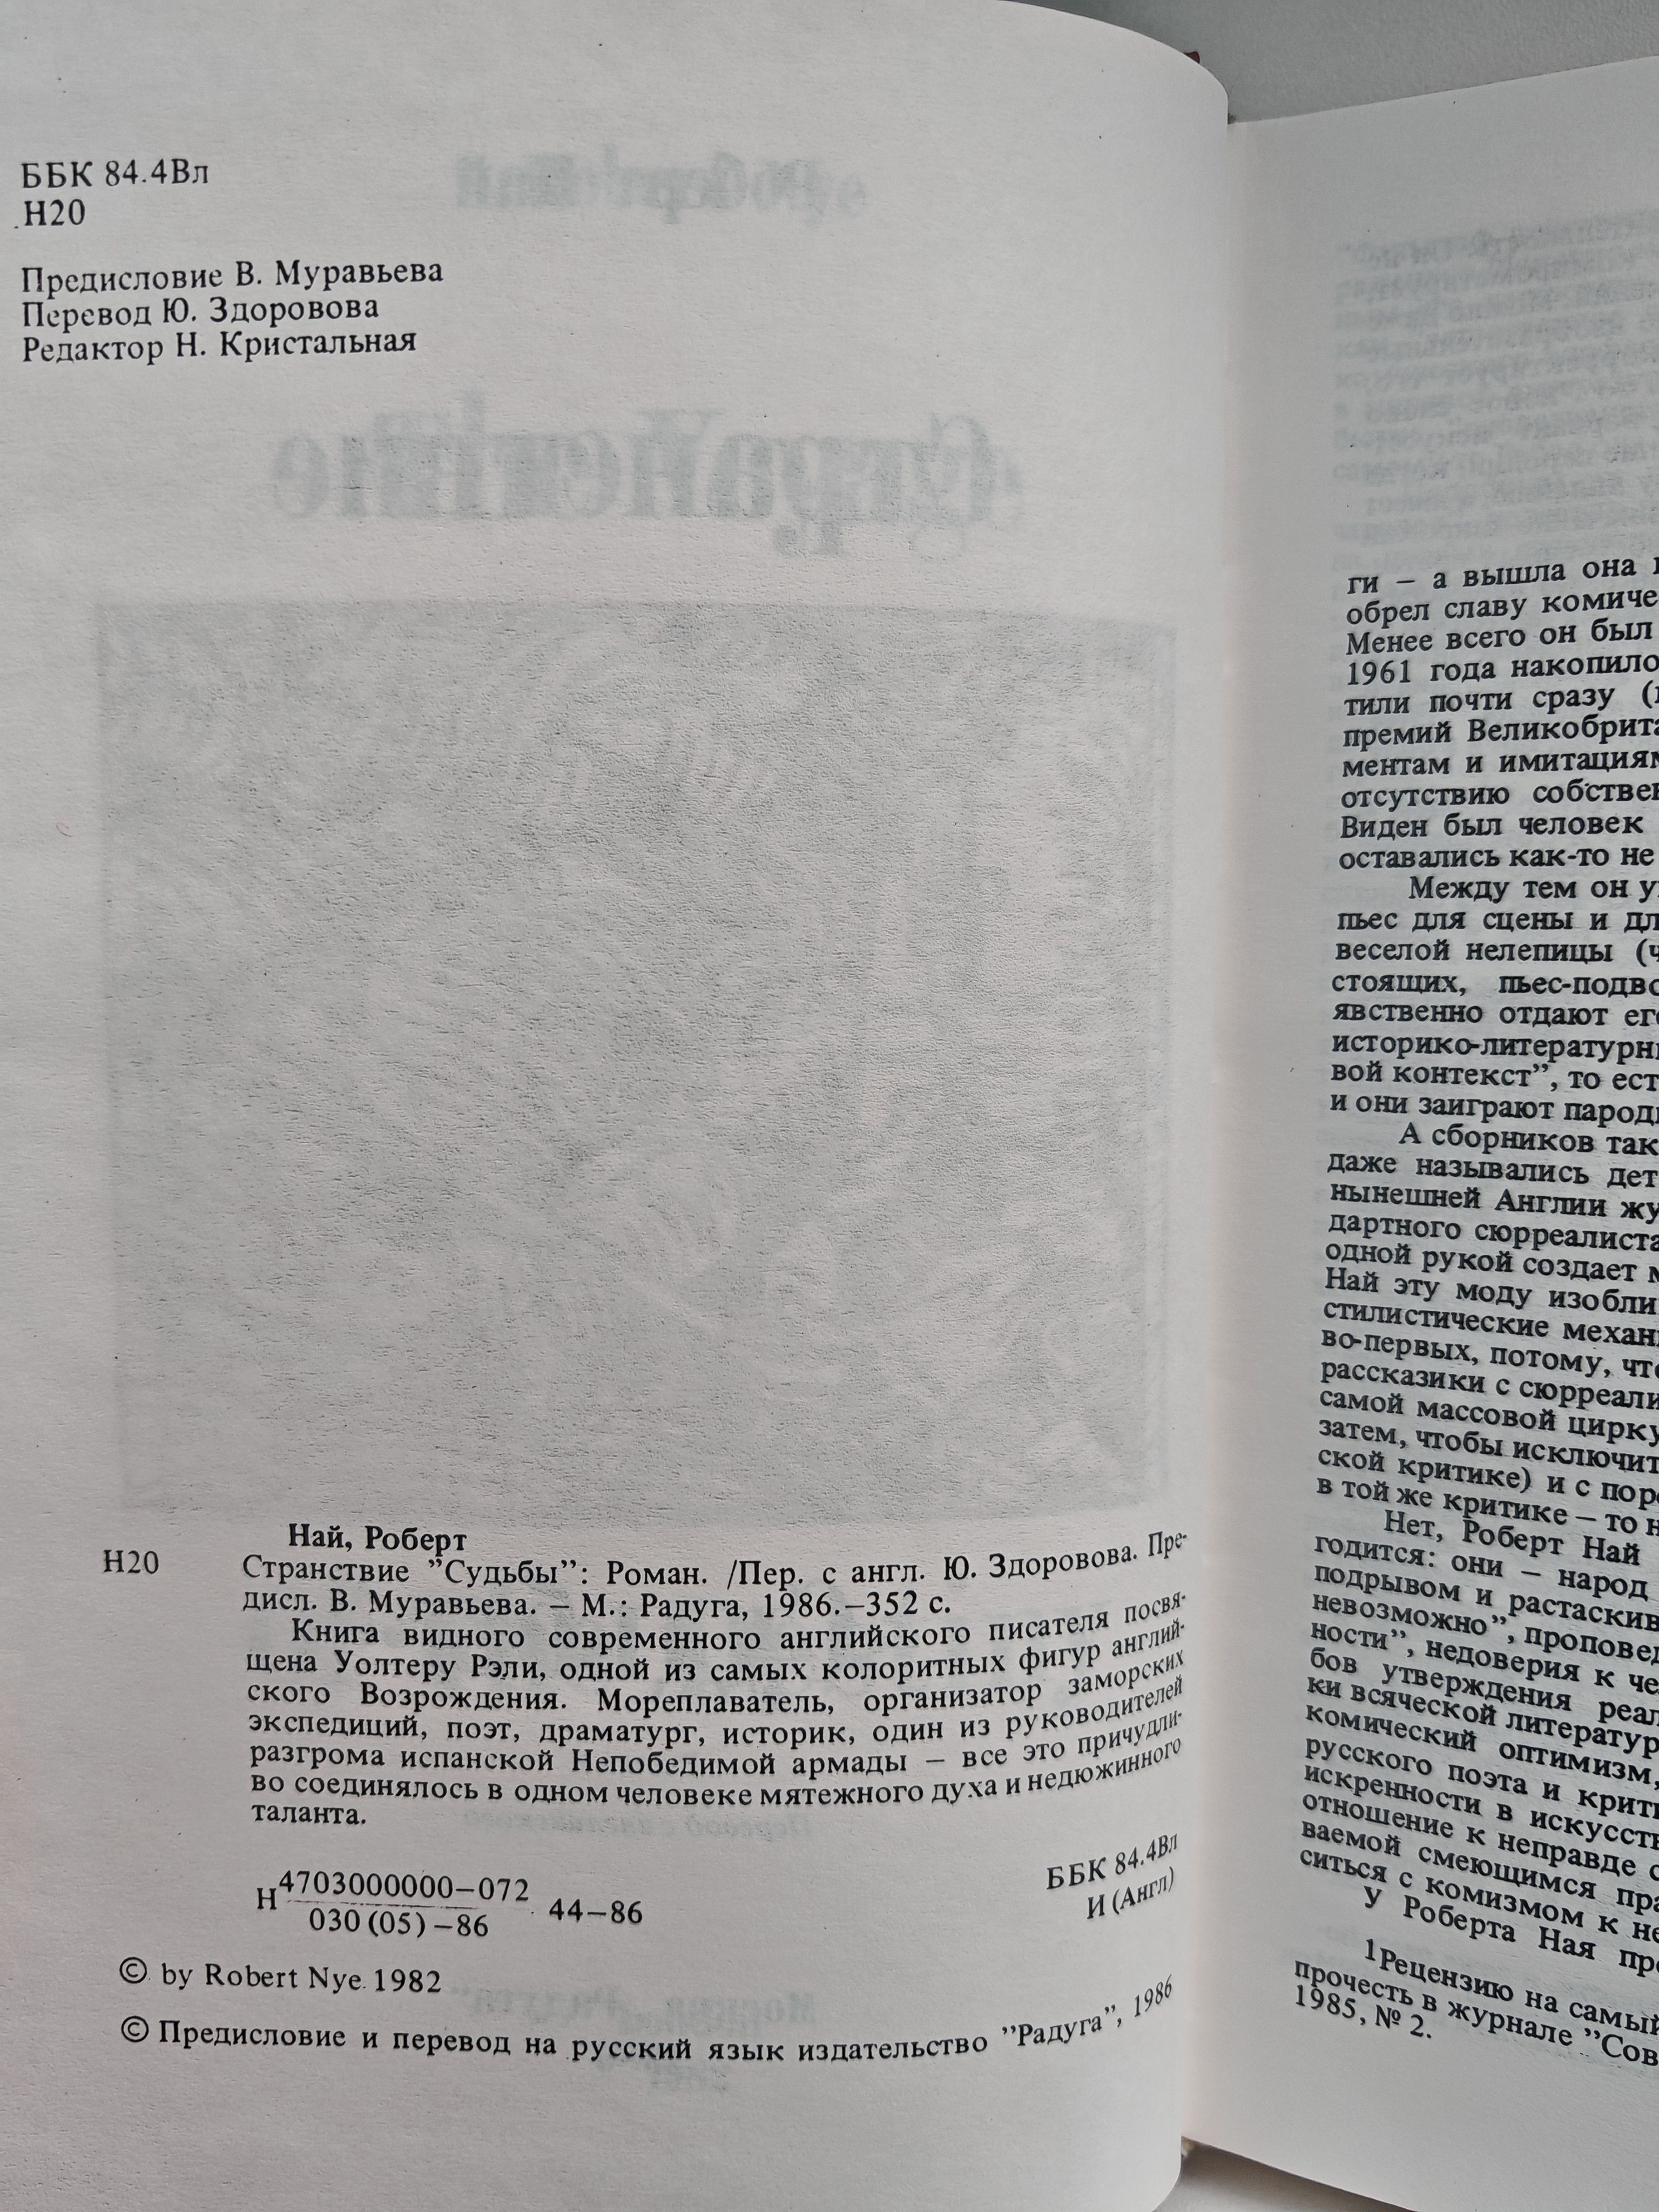 ББК 84.4Вл
Н20
Предисловие В. Муравьева
Перевод Ю. Здоровова
Редактор Н. Кристальная
Най, Роберт
Н20 Странствие ”Судьбы”: Роман. /Пер. с англ. Ю. Здоровова. Пре-
дисл. В. Муравьева. – М.: Радуга, 1986.–352 с.
Книга видного современного английского писателя посвя-
щена Уолтеру Рэли, одной из самых колоритных фигур англий-
ского Возрождения. Мореплаватель, организатор заморских
экспедиций, поэт, драматург, историк, один из руководителей
разгрома испанской Непобедимой армады – все это причудли-
во соединялось в одном человеке мятежного духа и недюжинного
таланта.
Н 4703000000–072
030 (05) –86 44–86
ББК 84.4Вл
И (Англ)
© by Robert Nye 1982
© Предисловие и перевод на русский язык издательство ”Радуга”, 1986
ги – а вышла она
обрел славу комиче
Менее всего он был
1961 года накопило
тили почти сразу
премий Великобрита
ментам и имитациям
отсутствию собствен
Виден был человек
оставались как-то не
Между тем он
пьес для сцены и дл
веселой нелепицы
стоящих, пьес-подво
явственно отдают его
историко-литературн
вой контекст”, то ест
и они заиграют пароди
А сборников так
даже назывались дет
нынешней Англии жу
дартного сюрреалиста
одной рукой создает
Най эту моду изобли
стилистические механи
во-первых, потому, что
рассказики с сюрреали
самой массовой цирку
затем, чтобы исключит
ской критике) и с поро
в той же критике – то н
Нет, Роберт Най
годится: они – народ
подрывом и растаскив
невозможно”, проповед
ности”, недоверия к че
бов утверждения реал
ки всяческой литератур
комический оптимизм,
русского поэта и крити
искренности в искусств
отношение к неправде с
ваемой смеющимся пра
ситься с комизмом к не
У Роберта Ная про
1Рецензию на самый
прочесть в журнале ”Сов
1985, № 2.